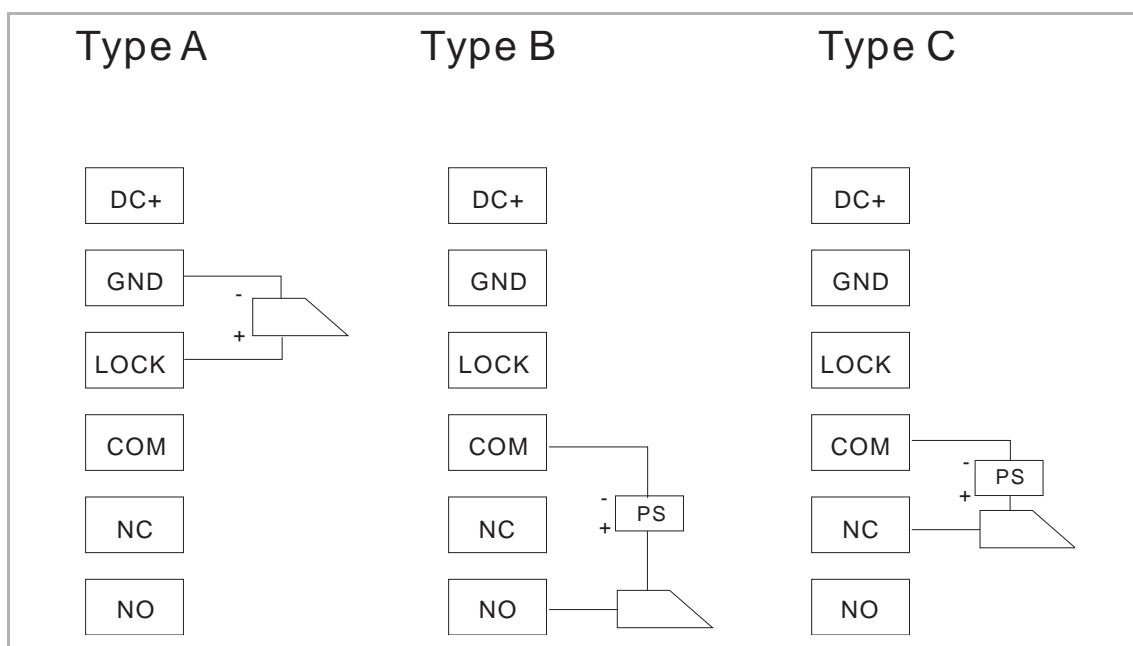 Type A
Type B
Type C
DC+
GND
-
+
LOCK
COM
NC
NO
DC+
GND
LOCK
COM
-
+
PS
NC
NO
DC+
GND
LOCK
COM
-
+
PS
NC
NO